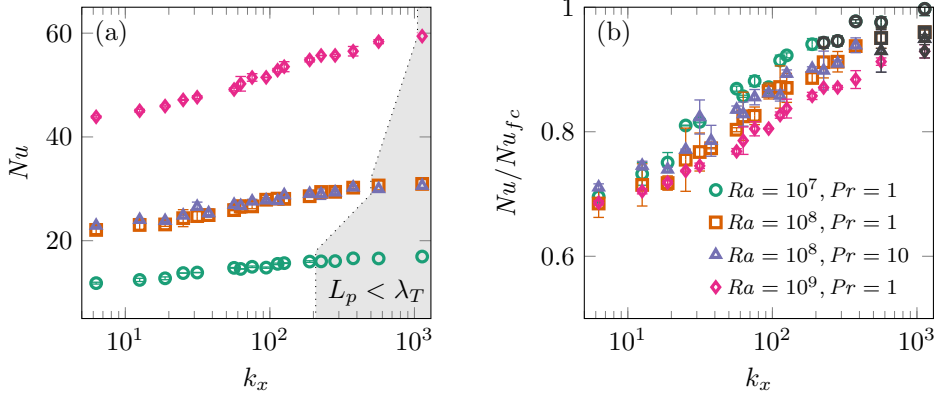 (a)
Nu
60
40
20
L_p < λ_T
10^1
10^2
10^3
k_x
(b)
Nu/Nu_{fc}
1
0.8
0.6
Ra = 10^7, Pr = 1
Ra = 10^8, Pr = 1
Ra = 10^8, Pr = 10
Ra = 10^9, Pr = 1
10^1
10^2
10^3
k_x